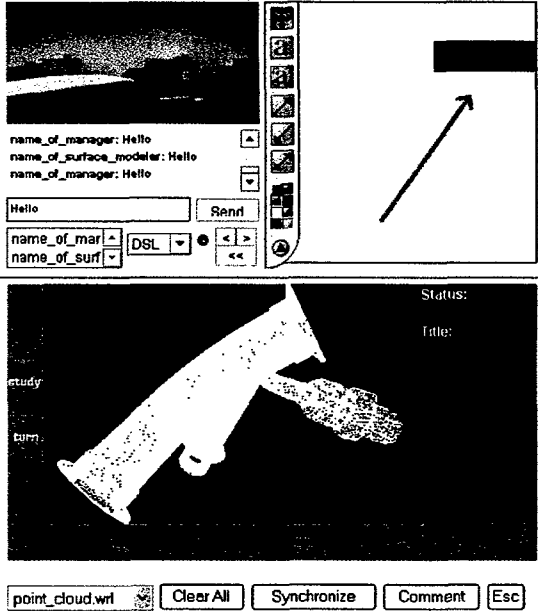 name_of_manager: Hello
name_of_surface_modeler: Hello
name_of_manager: Hello
Hello
Send
name_of_mar
name_of_surf
DSL
< >
<<
Status:
Title:
study
turn
point_cloud.wrl
Clear All
Synchronize
Comment
Esc